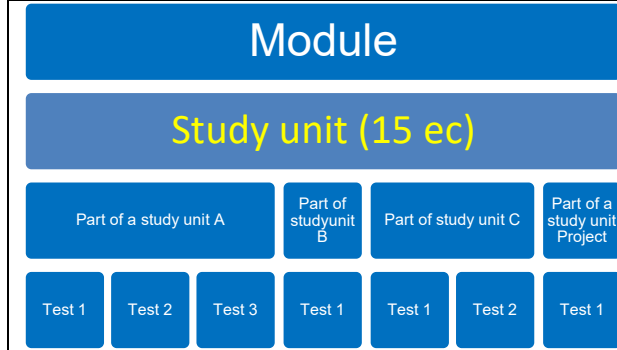 Module
Study unit (15 ec)
Part of a study unit A
Part of
studyunit
B
Part of study unit C
Part of a
study unit
Project
Test 1
Test 2
Test 3
Test 1
Test 1
Test 2
Test 1